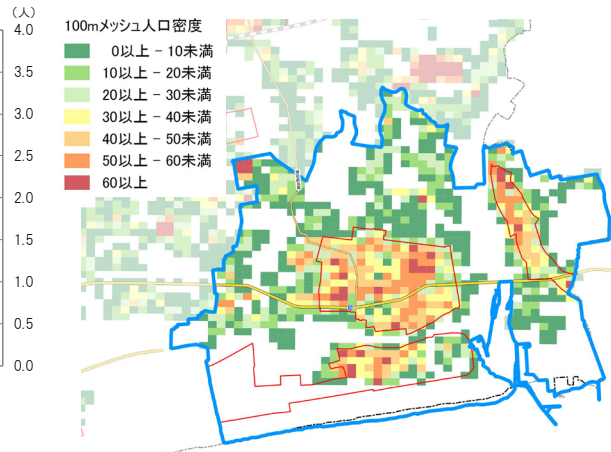 （人）
4.0
3.5
3.0
2.5
2.0
1.5
1.0
0.5
0.0
100mメッシュ人口密度
0以上 − 10未満
10以上 − 20未満
20以上 − 30未満
30以上 − 40未満
40以上 − 50未満
50以上 − 60未満
60以上